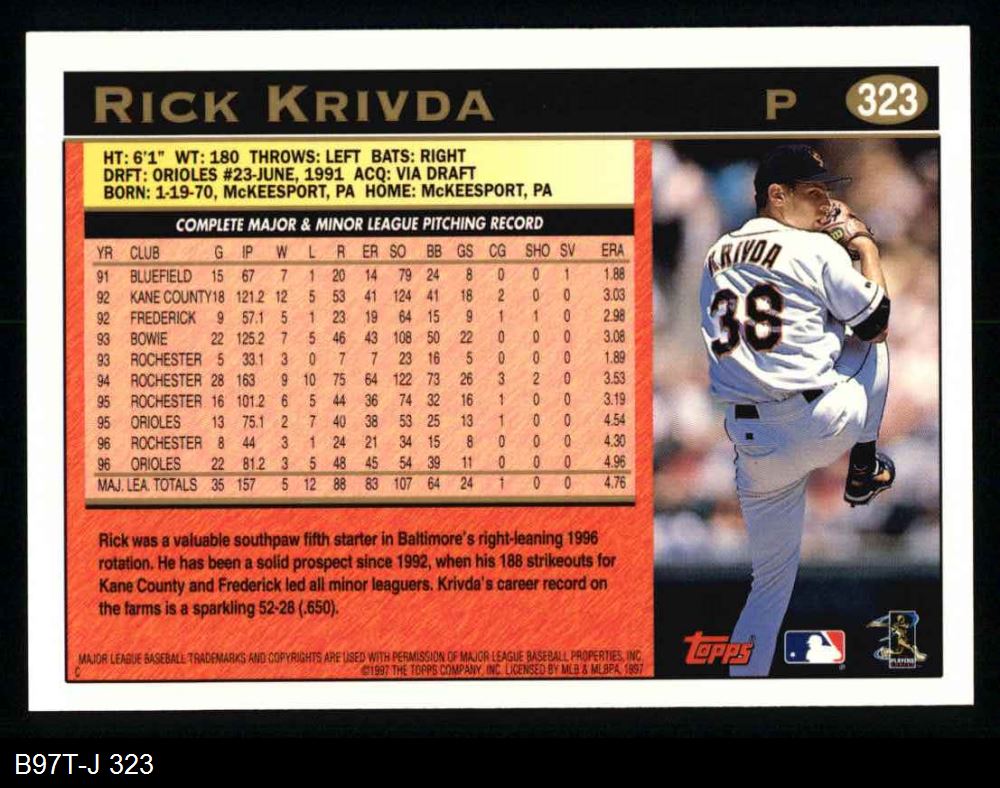 RICK KRIVDA P 323
HT: 6'1" WT: 180 THROWS: LEFT BATS: RIGHT
DRFT: ORIOLES #23-JUNE, 1991 ACQ: VIA DRAFT
BORN: 1-19-70, McKEESPORT, PA HOME: McKEESPORT, PA
COMPLETE MAJOR & MINOR LEAGUE PITCHING RECORD
YR CLUB G IP W L R ER SO BB GS CG SHO SV ERA
91 BLUEFIELD 15 67 7 1 20 14 79 24 8 0 0 1 1.88
92 KANE COUNTY 18 121.2 12 5 53 41 124 41 18 2 0 0 3.03
92 FREDERICK 9 57.1 5 1 23 19 64 15 9 1 1 0 2.98
93 BOWIE 22 125.2 7 5 46 43 108 50 22 0 0 0 3.08
93 ROCHESTER 5 33.1 3 0 7 7 23 16 5 0 0 0 1.89
94 ROCHESTER 28 163 9 10 75 64 122 73 26 3 2 0 3.53
95 ROCHESTER 16 101.2 6 5 44 36 74 32 16 1 0 0 3.19
95 ORIOLES 13 75.1 2 7 40 38 53 25 13 1 0 0 4.54
96 ROCHESTER 8 44 3 1 24 21 34 15 8 0 0 0 4.30
96 ORIOLES 22 81.2 3 5 48 45 54 39 11 0 0 0 4.96
MAJ. LEA. TOTALS 35 157 5 12 88 83 107 64 24 1 0 0 4.76
Rick was a valuable southpaw fifth starter in Baltimore's right-leaning 1996
rotation. He has been a solid prospect since 1992, when his 188 strikeouts for
Kane County and Frederick led all minor leaguers. Krivda's career record on
the farms is a sparkling 52-28 (.650).
MAJOR LEAGUE BASEBALL TRADEMARKS AND COPYRIGHTS ARE USED WITH PERMISSION OF MAJOR LEAGUE BASEBALL PROPERTIES, INC.
C ©1997 THE TOPPS COMPANY, INC. LICENSED BY MLB & MLBPA, 1997
KRIVDA
38
Topps
PLAYERS
B97T-J 323